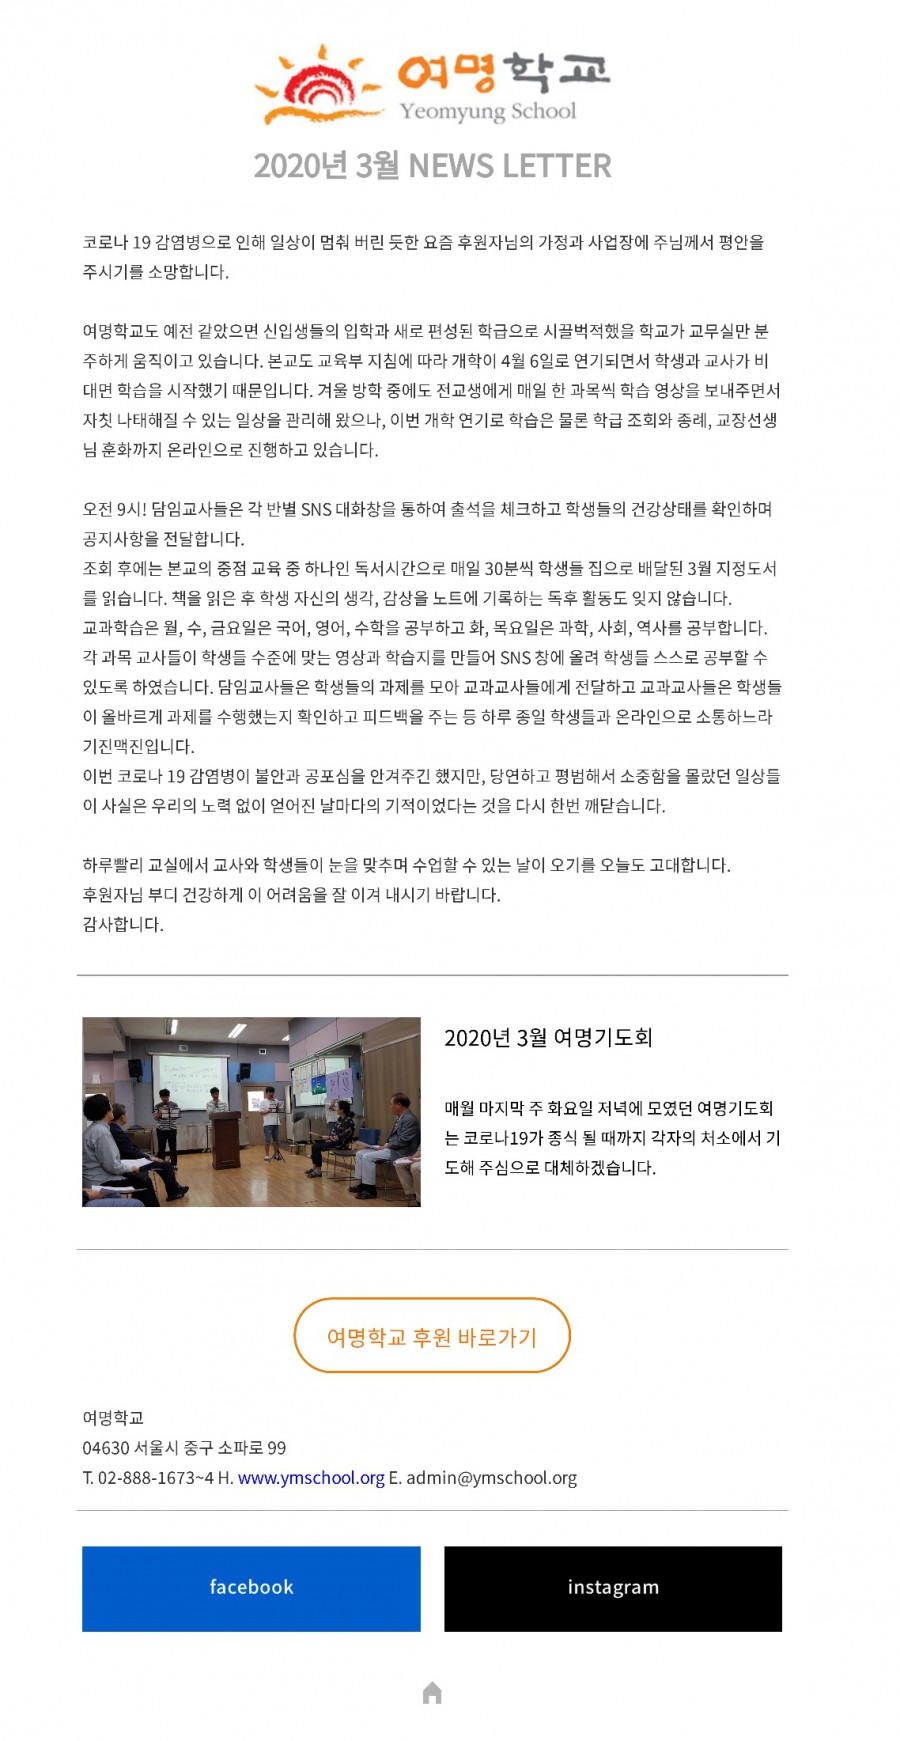 여명학교
Yeomyung School
2020년 3월 NEWS LETTER
코로나 19 감염병으로 인해 일상이 멈춰 버린 듯한 요즘 후원자님의 가정과 사업장에 주님께서 평안을
주시기를 소망합니다.
여명학교도 예전 같았으면 신입생들의 입학과 새로 편성된 학급으로 시끌벅적했을 학교가 교무실만 분
주하게 움직이고 있습니다. 본교도 교육부 지침에 따라 개학이 4월 6일로 연기되면서 학생과 교사가 비
대면 학습을 시작했기 때문입니다. 겨울 방학 중에도 전교생에게 매일 한 과목씩 학습 영상을 보내주면서
자칫 나태해질 수 있는 일상을 관리해 왔으나, 이번 개학 연기로 학습은 물론 학급 조회와 종례, 교장선생
님 훈화까지 온라인으로 진행하고 있습니다.
오전 9시! 담임교사들은 각 반별 SNS 대화창을 통하여 출석을 체크하고 학생들의 건강상태를 확인하며
공지사항을 전달합니다.
조회 후에는 본교의 중점 교육 중 하나인 독서시간으로 매일 30분씩 학생들 집으로 배달된 3월 지정도서
를 읽습니다. 책을 읽은 후 학생 자신의 생각, 감상을 노트에 기록하는 독후 활동도 잊지 않습니다.
교과학습은 월, 수, 금요일은 국어, 영어, 수학을 공부하고 화, 목요일은 과학, 사회, 역사를 공부합니다.
각 과목 교사들이 학생들 수준에 맞는 영상과 학습지를 만들어 SNS 창에 올려 학생들 스스로 공부할 수
있도록 하였습니다. 담임교사들은 학생들의 과제를 모아 교과교사들에게 전달하고 교과교사들은 학생들
이 올바르게 과제를 수행했는지 확인하고 피드백을 주는 등 하루 종일 학생들과 온라인으로 소통하느라
기진맥진입니다.
이번 코로나 19 감염병이 불안과 공포심을 안겨주긴 했지만, 당연하고 평범해서 소중함을 몰랐던 일상들
이 사실은 우리의 노력 없이 얻어진 날마다의 기적이었다는 것을 다시 한번 깨닫습니다.
하루빨리 교실에서 교사와 학생들이 눈을 맞추며 수업할 수 있는 날이 오기를 오늘도 고대합니다.
후원자님 부디 건강하게 이 어려움을 잘 이겨 내시기 바랍니다.
감사합니다.
2020년 3월 여명기도회
매월 마지막 주 화요일 저녁에 모였던 여명기도회
는 코로나19가 종식 될 때까지 각자의 처소에서 기
도해 주심으로 대체하겠습니다.
여명학교 후원 바로가기
여명학교
04630 서울시 중구 소파로 99
T. 02-888-1673~4 H. www.ymschool.org E. admin@ymschool.org
facebook
instagram